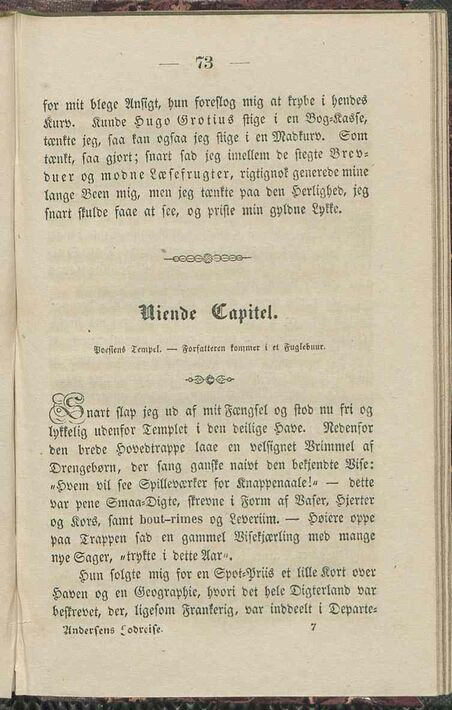 — 73 —
for mit blege Ansigt, hun foreslog mig at krybe i hendes
Kurv. Kunde Hugo Grotius stige i en Bog-Kasse,
tænkte jeg, saa kan ogsaa jeg stige i en Madkurv. Som
tænkt, saa gjort; snart sad jeg imellem de stegte Brev-
duer og modne Læsefrugter, rigtignok generede mine
lange Been mig, men jeg tænkte paa den Herlighed, jeg
snart skulde faae at see, og priste min gyldne Lykke.
Niende Capitel.
Poesiens Tempel. — Forfatteren kommer i et Fuglebuur.
Snart slap jeg ud af mit Fængsel og stod nu fri og
lykkelig udenfor Templet i den deilige Have. Nedenfor
den brede Hovedtrappe laae en velsignet Vrimmel af
Drengebørn, der sang ganske naivt den bekjendte Vise:
„Hvem vil see Spilleværker for Knappenaale!“ — dette
var pene Smaa-Digte, skrevne i Form af Vaser, Hjerter
og Kors, samt bout-rimes og Leveriim. — Høiere oppe
paa Trappen sad en gammel Visekjærling med mange
nye Sager, „trykte i dette Aar“.
Hun solgte mig for en Spot-Priis et lille Kort over
Haven og en Geographie, hvori det hele Digterland var
beskrevet, der, ligesom Frankerig, var inddeelt i Departe-
Andersens Fodreise. 7